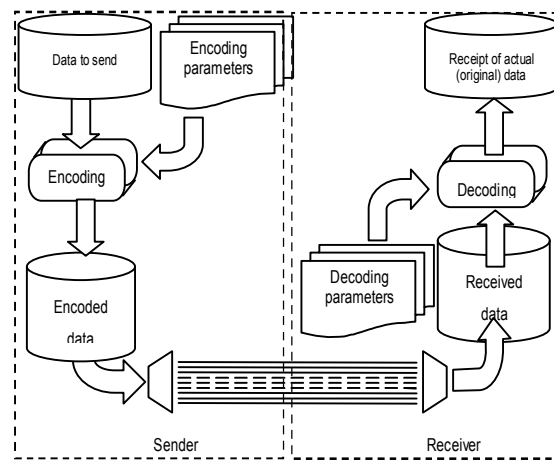 Data to send
Encoding
parameters
Encoding
Encoded
data
Sender
Receipt of actual
(original) data
Decoding
Decoding
parameters
Received
data
Receiver